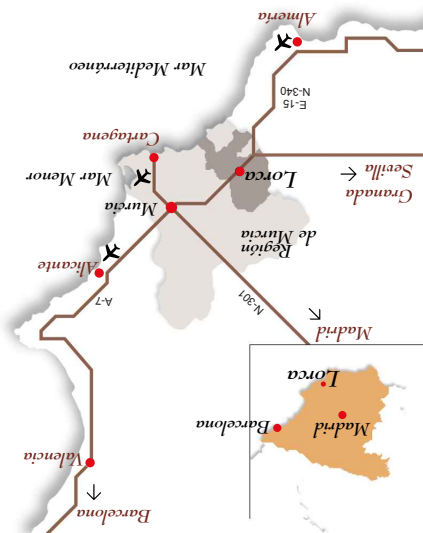 Barcelona
Valencia
Madrid
Barcelona
Lorca
Madrid
N-301
A-7
Alicante
Región
de Murcia
Murcia
Granada
Sevilla
Lorca
Mar Menor
Cartagena
E-15
N-340
Mar Mediterráneo
Almería